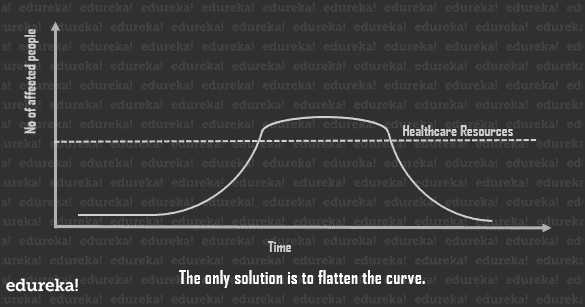 No of affected people
Healthcare Resources
Time
The only solution is to flatten the curve.
edureka!